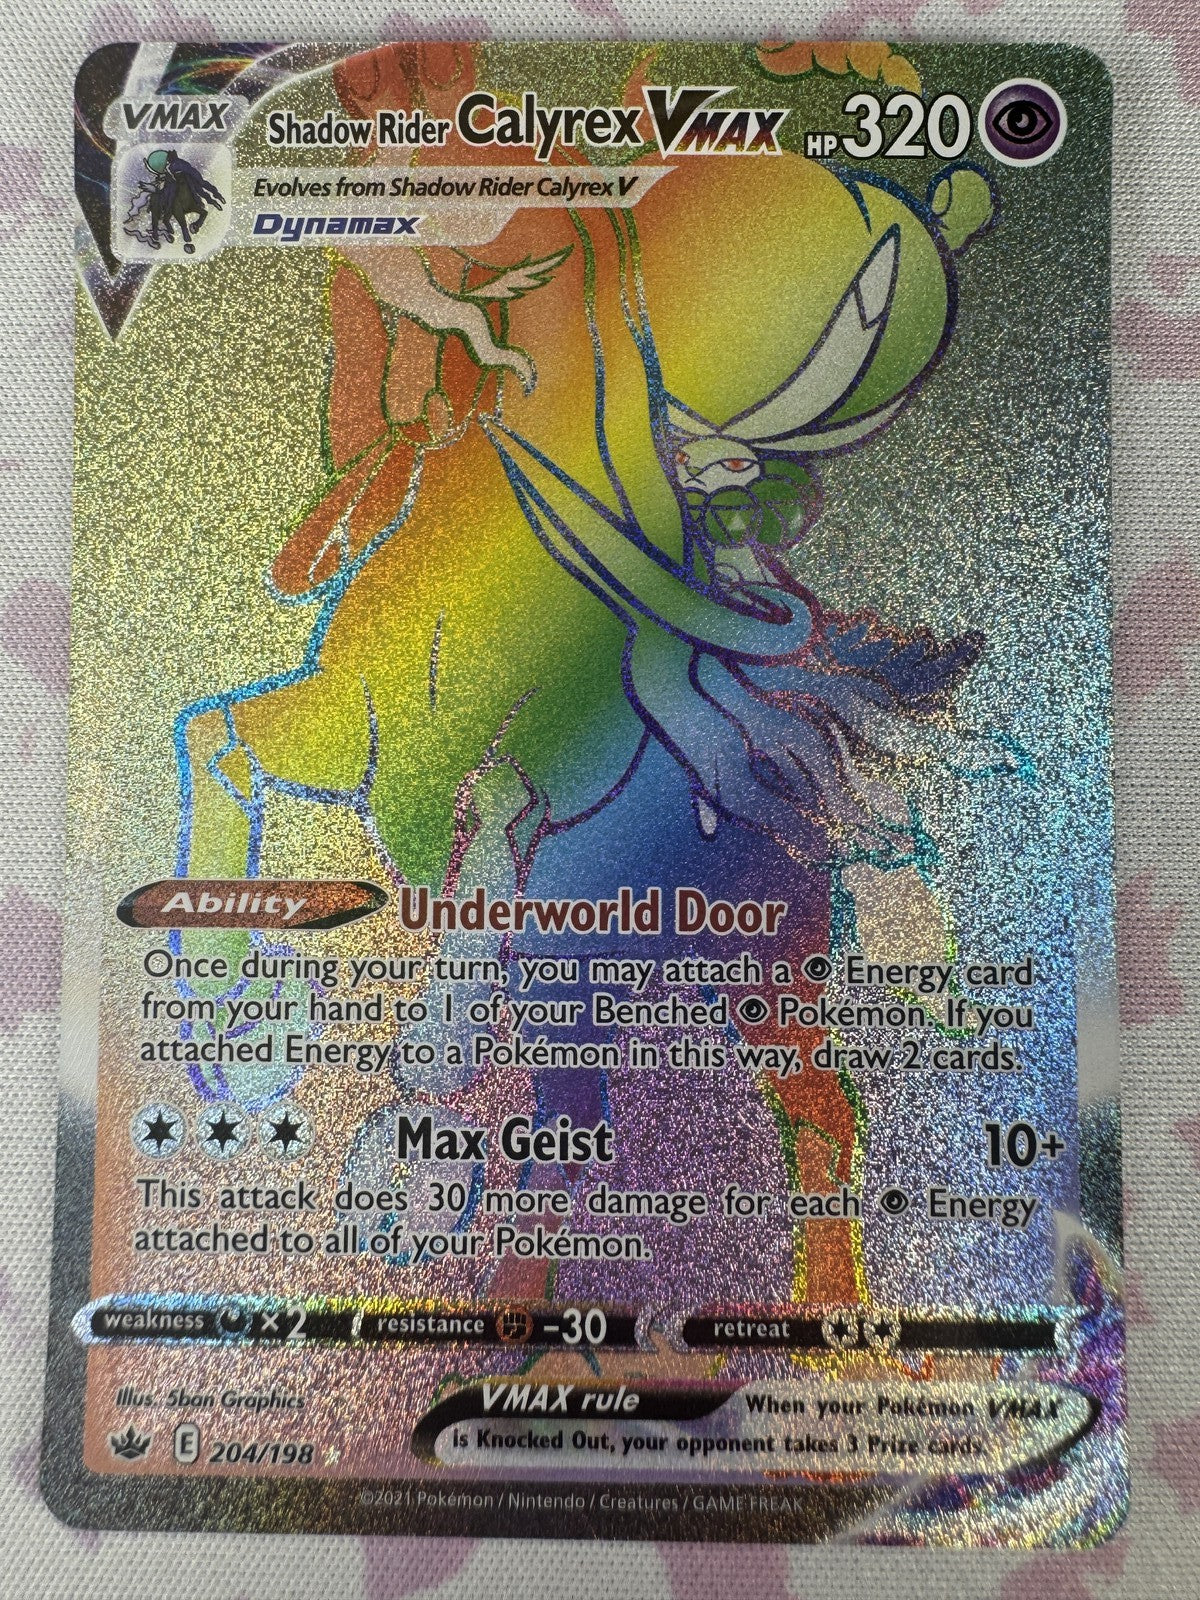 VMAX
Shadow Rider Calyrex VMAX HP 320
Evolves from Shadow Rider Calyrex V
Dynamax
Ability Underworld Door
Once during your turn, you may attach a Energy card
from your hand to 1 of your Benched Pokémon. If you
attached Energy to a Pokémon in this way, draw 2 cards.
Max Geist 10+
This attack does 30 more damage for each Energy
attached to all of your Pokémon.
weakness ×2 resistance -30 retreat
Illus. 5ban Graphics
VMAX rule When your Pokémon VMAX
is Knocked Out, your opponent takes 3 Prize cards.
E 204/198
©2021 Pokémon / Nintendo / Creatures / GAME FREAK